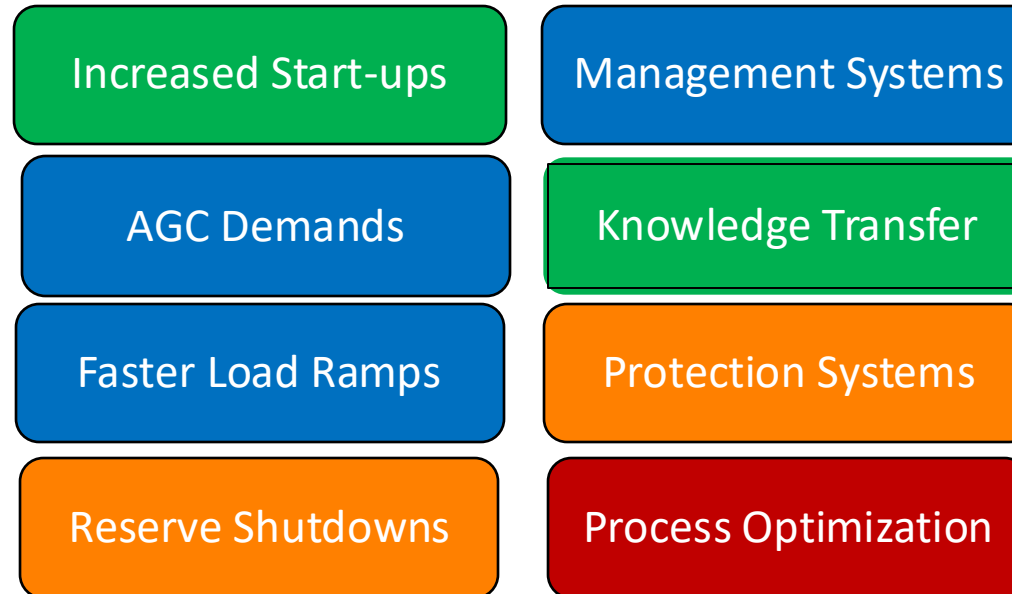 Increased Start-ups
Management Systems
AGC Demands
Knowledge Transfer
Faster Load Ramps
Protection Systems
Reserve Shutdowns
Process Optimization